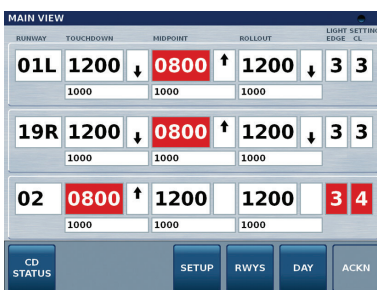 MAIN VIEW
LIGHT SETTING
RUNWAY TOUCHDOWN MIDPOINT ROLLOUT EDGE CL
01L 1200 ↓ 0800 ↑ 1200 ↓ 3 3
1000 1000 1000
19R 1200 ↓ 0800 ↑ 1200 ↓ 3 3
1000 1000 1000
02 0800 ↑ 1200 1200 3 4
1000 1000 1000
CD
STATUS SETUP RWYS DAY ACKN